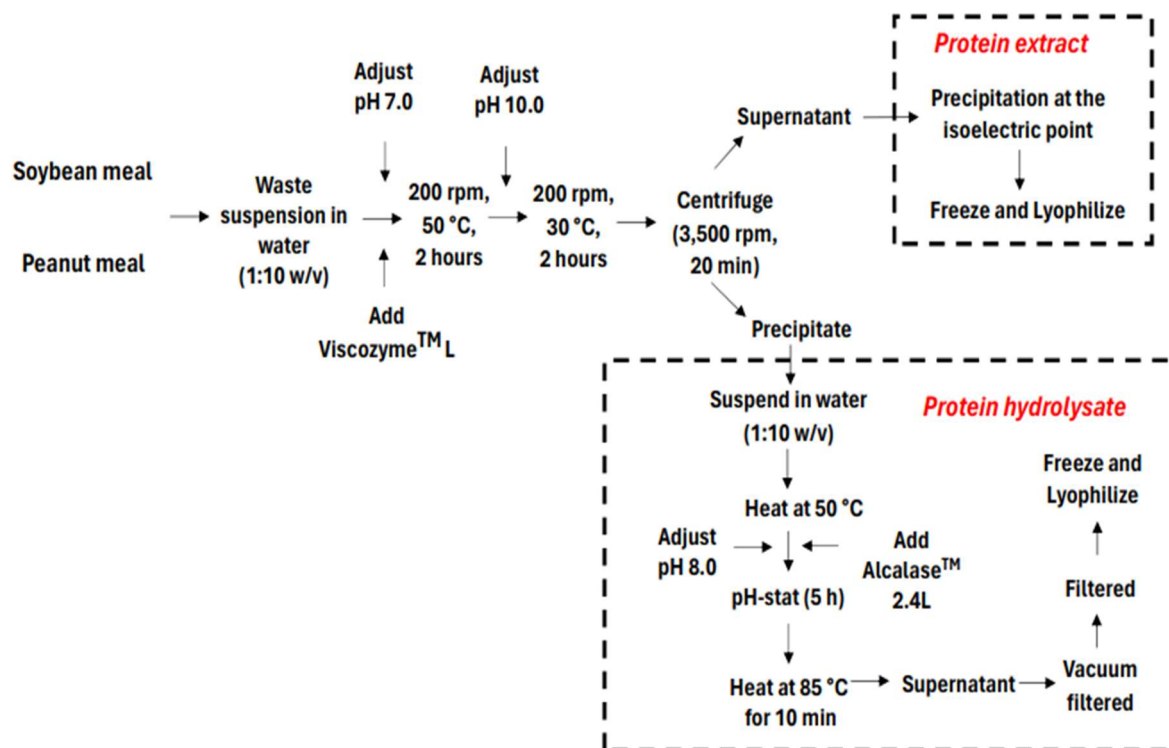 Soybean meal
Peanut meal
Waste
suspension in
water
(1:10 w/v)
Adjust
pH 7.0
200 rpm,
50 °C,
2 hours
Add
Viscozyme™ L
Adjust
pH 10.0
200 rpm,
30 °C,
2 hours
Centrifuge
(3,500 rpm,
20 min)
Supernatant
Protein extract
Precipitation at the
isoelectric point
Freeze and Lyophilize
Precipitate
Protein hydrolysate
Suspend in water
(1:10 w/v)
Heat at 50 °C
Adjust
pH 8.0
Add
Alcalase™
2.4L
pH-stat (5 h)
Heat at 85 °C
for 10 min
Supernatant
Vacuum
filtered
Filtered
Freeze and
Lyophilize